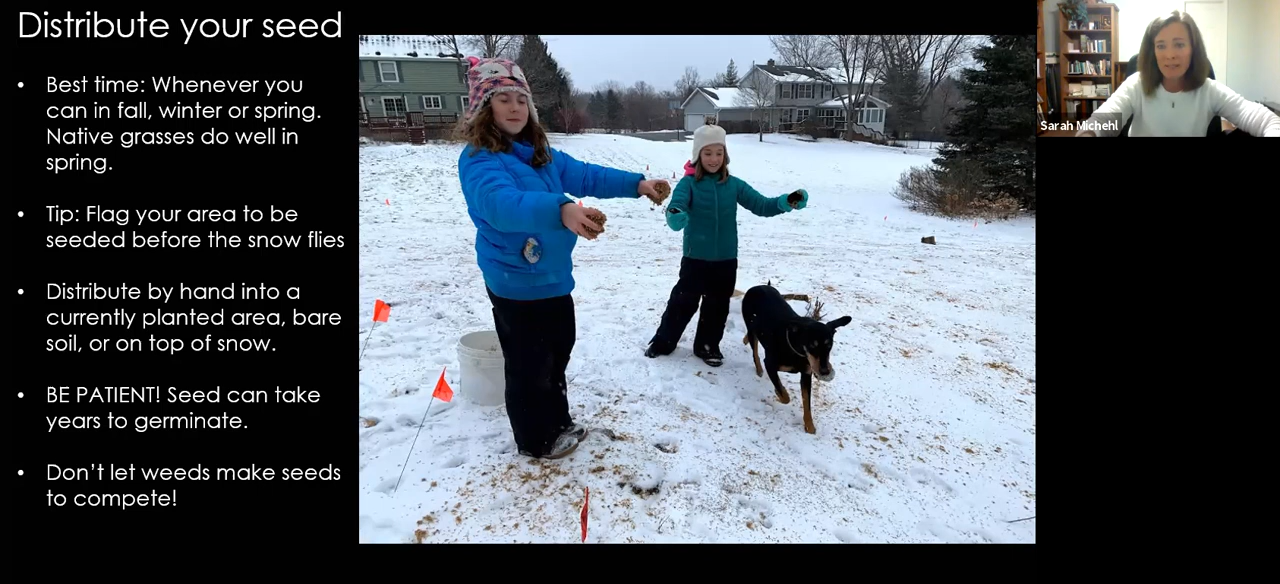 Distribute your seed
• Best time: Whenever you
can in fall, winter or spring.
Native grasses do well in
spring.
• Tip: Flag your area to be
seeded before the snow flies
• Distribute by hand into a
currently planted area, bare
soil, or on top of snow.
• BE PATIENT! Seed can take
years to germinate.
• Don’t let weeds make seeds
to compete!
Sarah Michehl